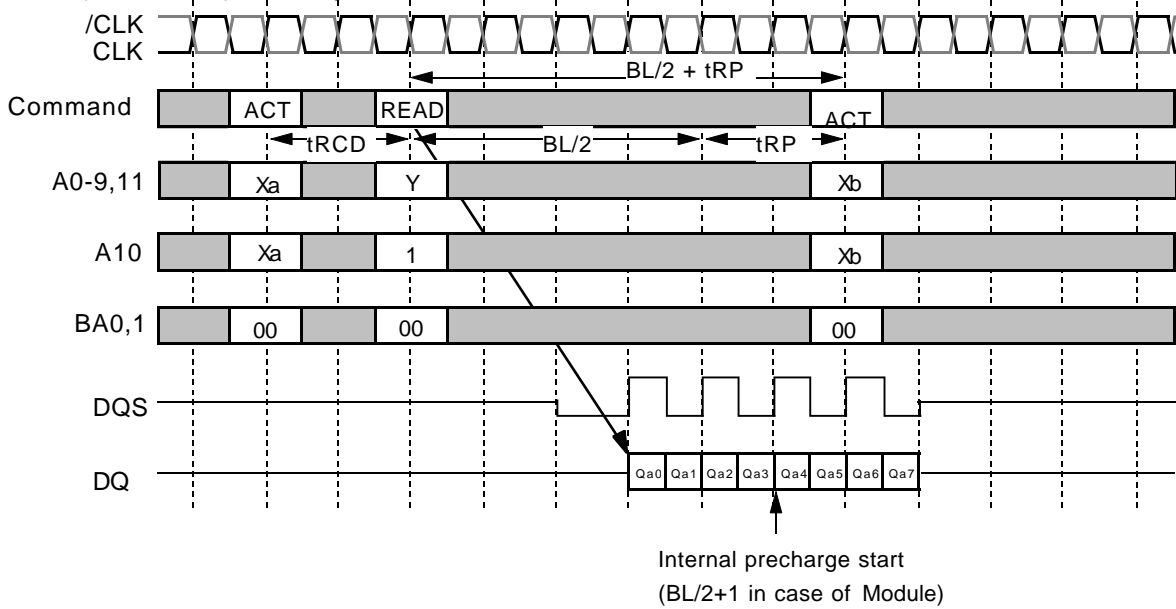 /CLK
CLK
BL/2 + tRP
Command ACT READ ACT
tRCD BL/2 tRP
A0-9,11 Xa Y Xb
A10 Xa 1 Xb
BA0,1 00 00 00
DQS
DQ Qa0 Qa1 Qa2 Qa3 Qa4 Qa5 Qa6 Qa7
Internal precharge start
(BL/2+1 in case of Module)